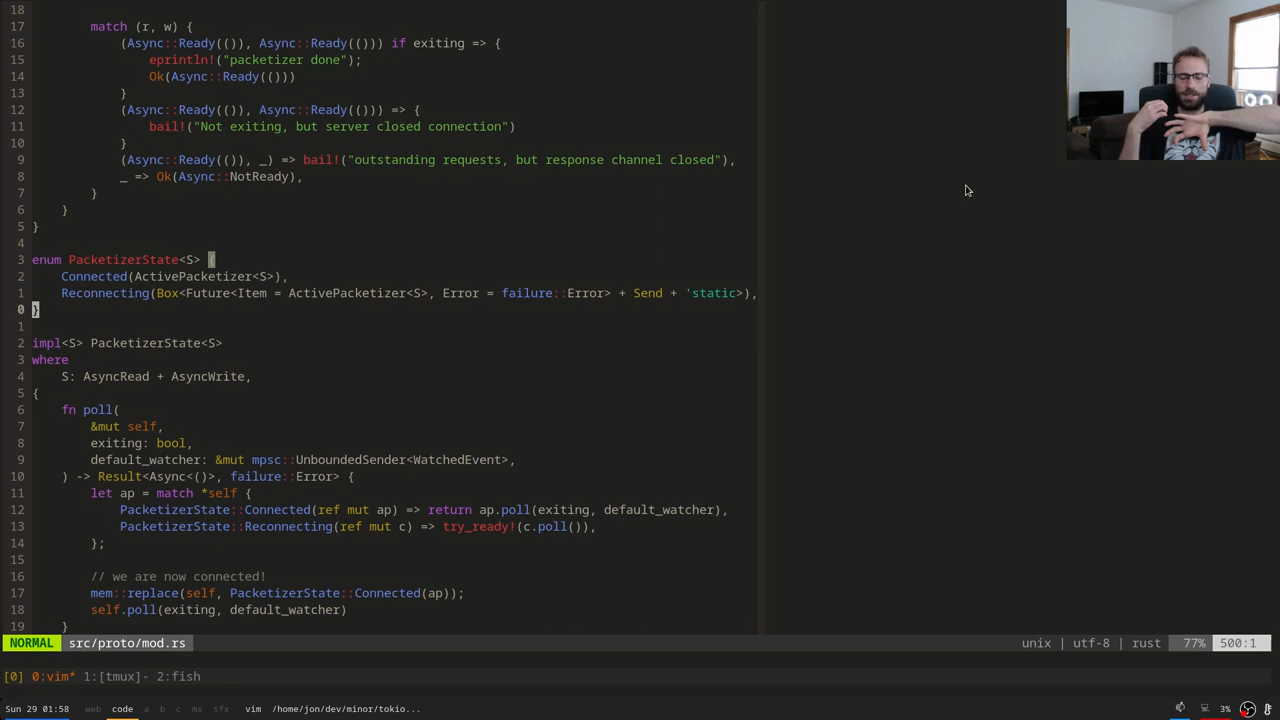 18
17         match (r, w) {
16             (Async::Ready(()), Async::Ready(())) if exiting => {
15                 eprintln!("packetizer done");
14                 Ok(Async::Ready(()))
13             }
12             (Async::Ready(()), Async::Ready(())) => {
11                 bail!("Not exiting, but server closed connection")
10             }
9             (Async::Ready(()), _) => bail!("outstanding requests, but response channel closed"),
8             _ => Ok(Async::NotReady),
7         }
6     }
5 }
4
3 enum PacketizerState<S> {
2     Connected(ActivePacketizer<S>),
1     Reconnecting(Box<Future<Item = ActivePacketizer<S>, Error = failure::Error> + Send + 'static>),
0 }
1
2 impl<S> PacketizerState<S>
3 where
4     S: AsyncRead + AsyncWrite,
5 {
6     fn poll(
7         &mut self,
8         exiting: bool,
9         default_watcher: &mut mpsc::UnboundedSender<WatchedEvent>,
10     ) -> Result<Async<()>, failure::Error> {
11         let ap = match *self {
12             PacketizerState::Connected(ref mut ap) => return ap.poll(exiting, default_watcher),
13             PacketizerState::Reconnecting(ref mut c) => try_ready!(c.poll()),
14         };
15
16         // we are now connected!
17         mem::replace(self, PacketizerState::Connected(ap));
18         self.poll(exiting, default_watcher)
19     }
NORMAL src/proto/mod.rs unix | utf-8 | rust 77% 500:1
[0] 0:vim* 1:[tmux]- 2:fish
Sun 29 01:58 web code a b c mx sfx vim /home/jon/dev/minor/tokio... 3%